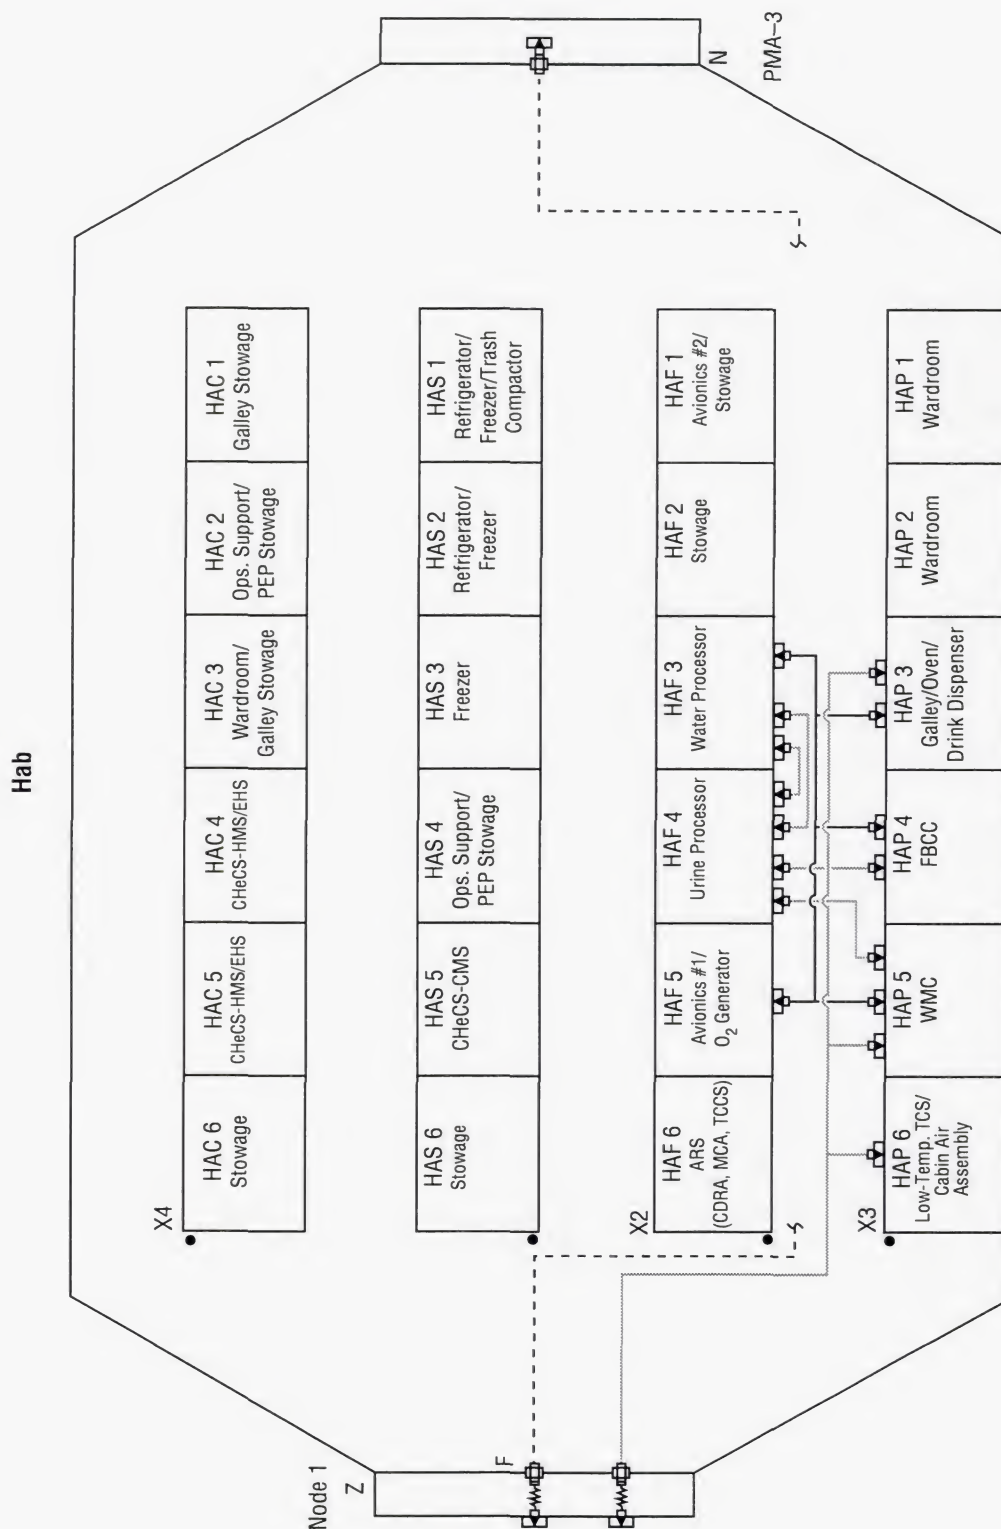 Hab
Node 1
Z
F
N
PMA–3
X4
HAC 6
Stowage
HAC 5
CHeCS-HMS/EHS
HAC 4
CHeCS-HMS/EHS
HAC 3
Wardroom/
Galley Stowage
HAC 2
Ops. Support/
PEP Stowage
HAC 1
Galley Stowage
HAS 6
Stowage
HAS 5
CHeCS-CMS
HAS 4
Ops. Support/
PEP Stowage
HAS 3
Freezer
HAS 2
Refrigerator/
Freezer
HAS 1
Refrigerator/
Freezer/Trash
Compactor
X2
HAF 6
ARS
(CDRA, MCA, TCCS)
HAF 5
Avionics #1/
O2 Generator
HAF 4
Urine Processor
HAF 3
Water Processor
HAF 2
Stowage
HAF 1
Avionics #2/
Stowage
X3
HAP 6
Low-Temp. TCS/
Cabin Air
Assembly
HAP 5
WMC
HAP 4
FBCC
HAP 3
Galley/Oven/
Drink Dispenser
HAP 2
Wardroom
HAP 1
Wardroom